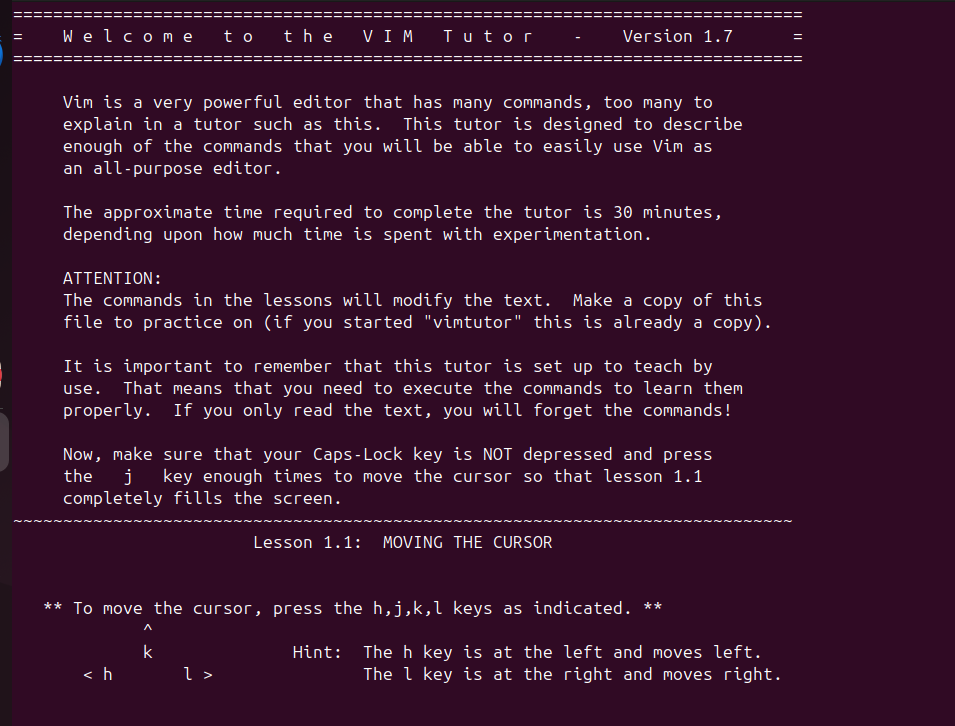 ===============================================================================
=    W e l c o m e   t o   t h e   V I M   T u t o r    -    Version 1.7      =
===============================================================================

     Vim is a very powerful editor that has many commands, too many to
     explain in a tutor such as this.  This tutor is designed to describe
     enough of the commands that you will be able to easily use Vim as
     an all-purpose editor.

     The approximate time required to complete the tutor is 30 minutes,
     depending upon how much time is spent with experimentation.

     ATTENTION:
     The commands in the lessons will modify the text.  Make a copy of this
     file to practice on (if you started "vimtutor" this is already a copy).

     It is important to remember that this tutor is set up to teach by
     use.  That means that you need to execute the commands to learn them
     properly.  If you only read the text, you will forget the commands!

     Now, make sure that your Caps-Lock key is NOT depressed and press
     the   j   key enough times to move the cursor so that lesson 1.1
     completely fills the screen.
~~~~~~~~~~~~~~~~~~~~~~~~~~~~~~~~~~~~~~~~~~~~~~~~~~~~~~~~~~~~~~~~~~~~~~~~~~~~~~
                        Lesson 1.1:  MOVING THE CURSOR


   ** To move the cursor, press the h,j,k,l keys as indicated. **
             ^
             k              Hint:  The h key is at the left and moves left.
       < h       l >               The l key is at the right and moves right.